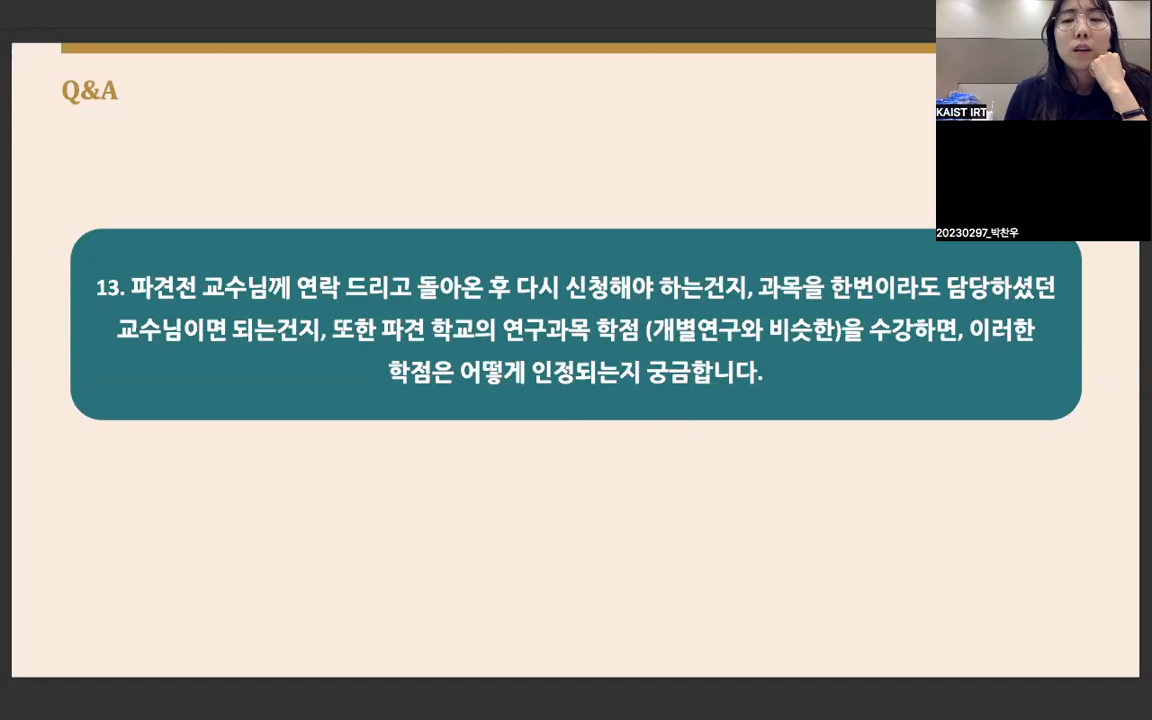 Q&A
KAIST IRT
20230297_박찬우
13. 파견전 교수님께 연락 드리고 돌아온 후 다시 신청해야 하는건지, 과목을 한번이라도 담당하셨던
교수님이면 되는건지, 또한 파견 학교의 연구과목 학점 (개별연구와 비슷한)을 수강하면, 이러한
학점은 어떻게 인정되는지 궁금합니다.